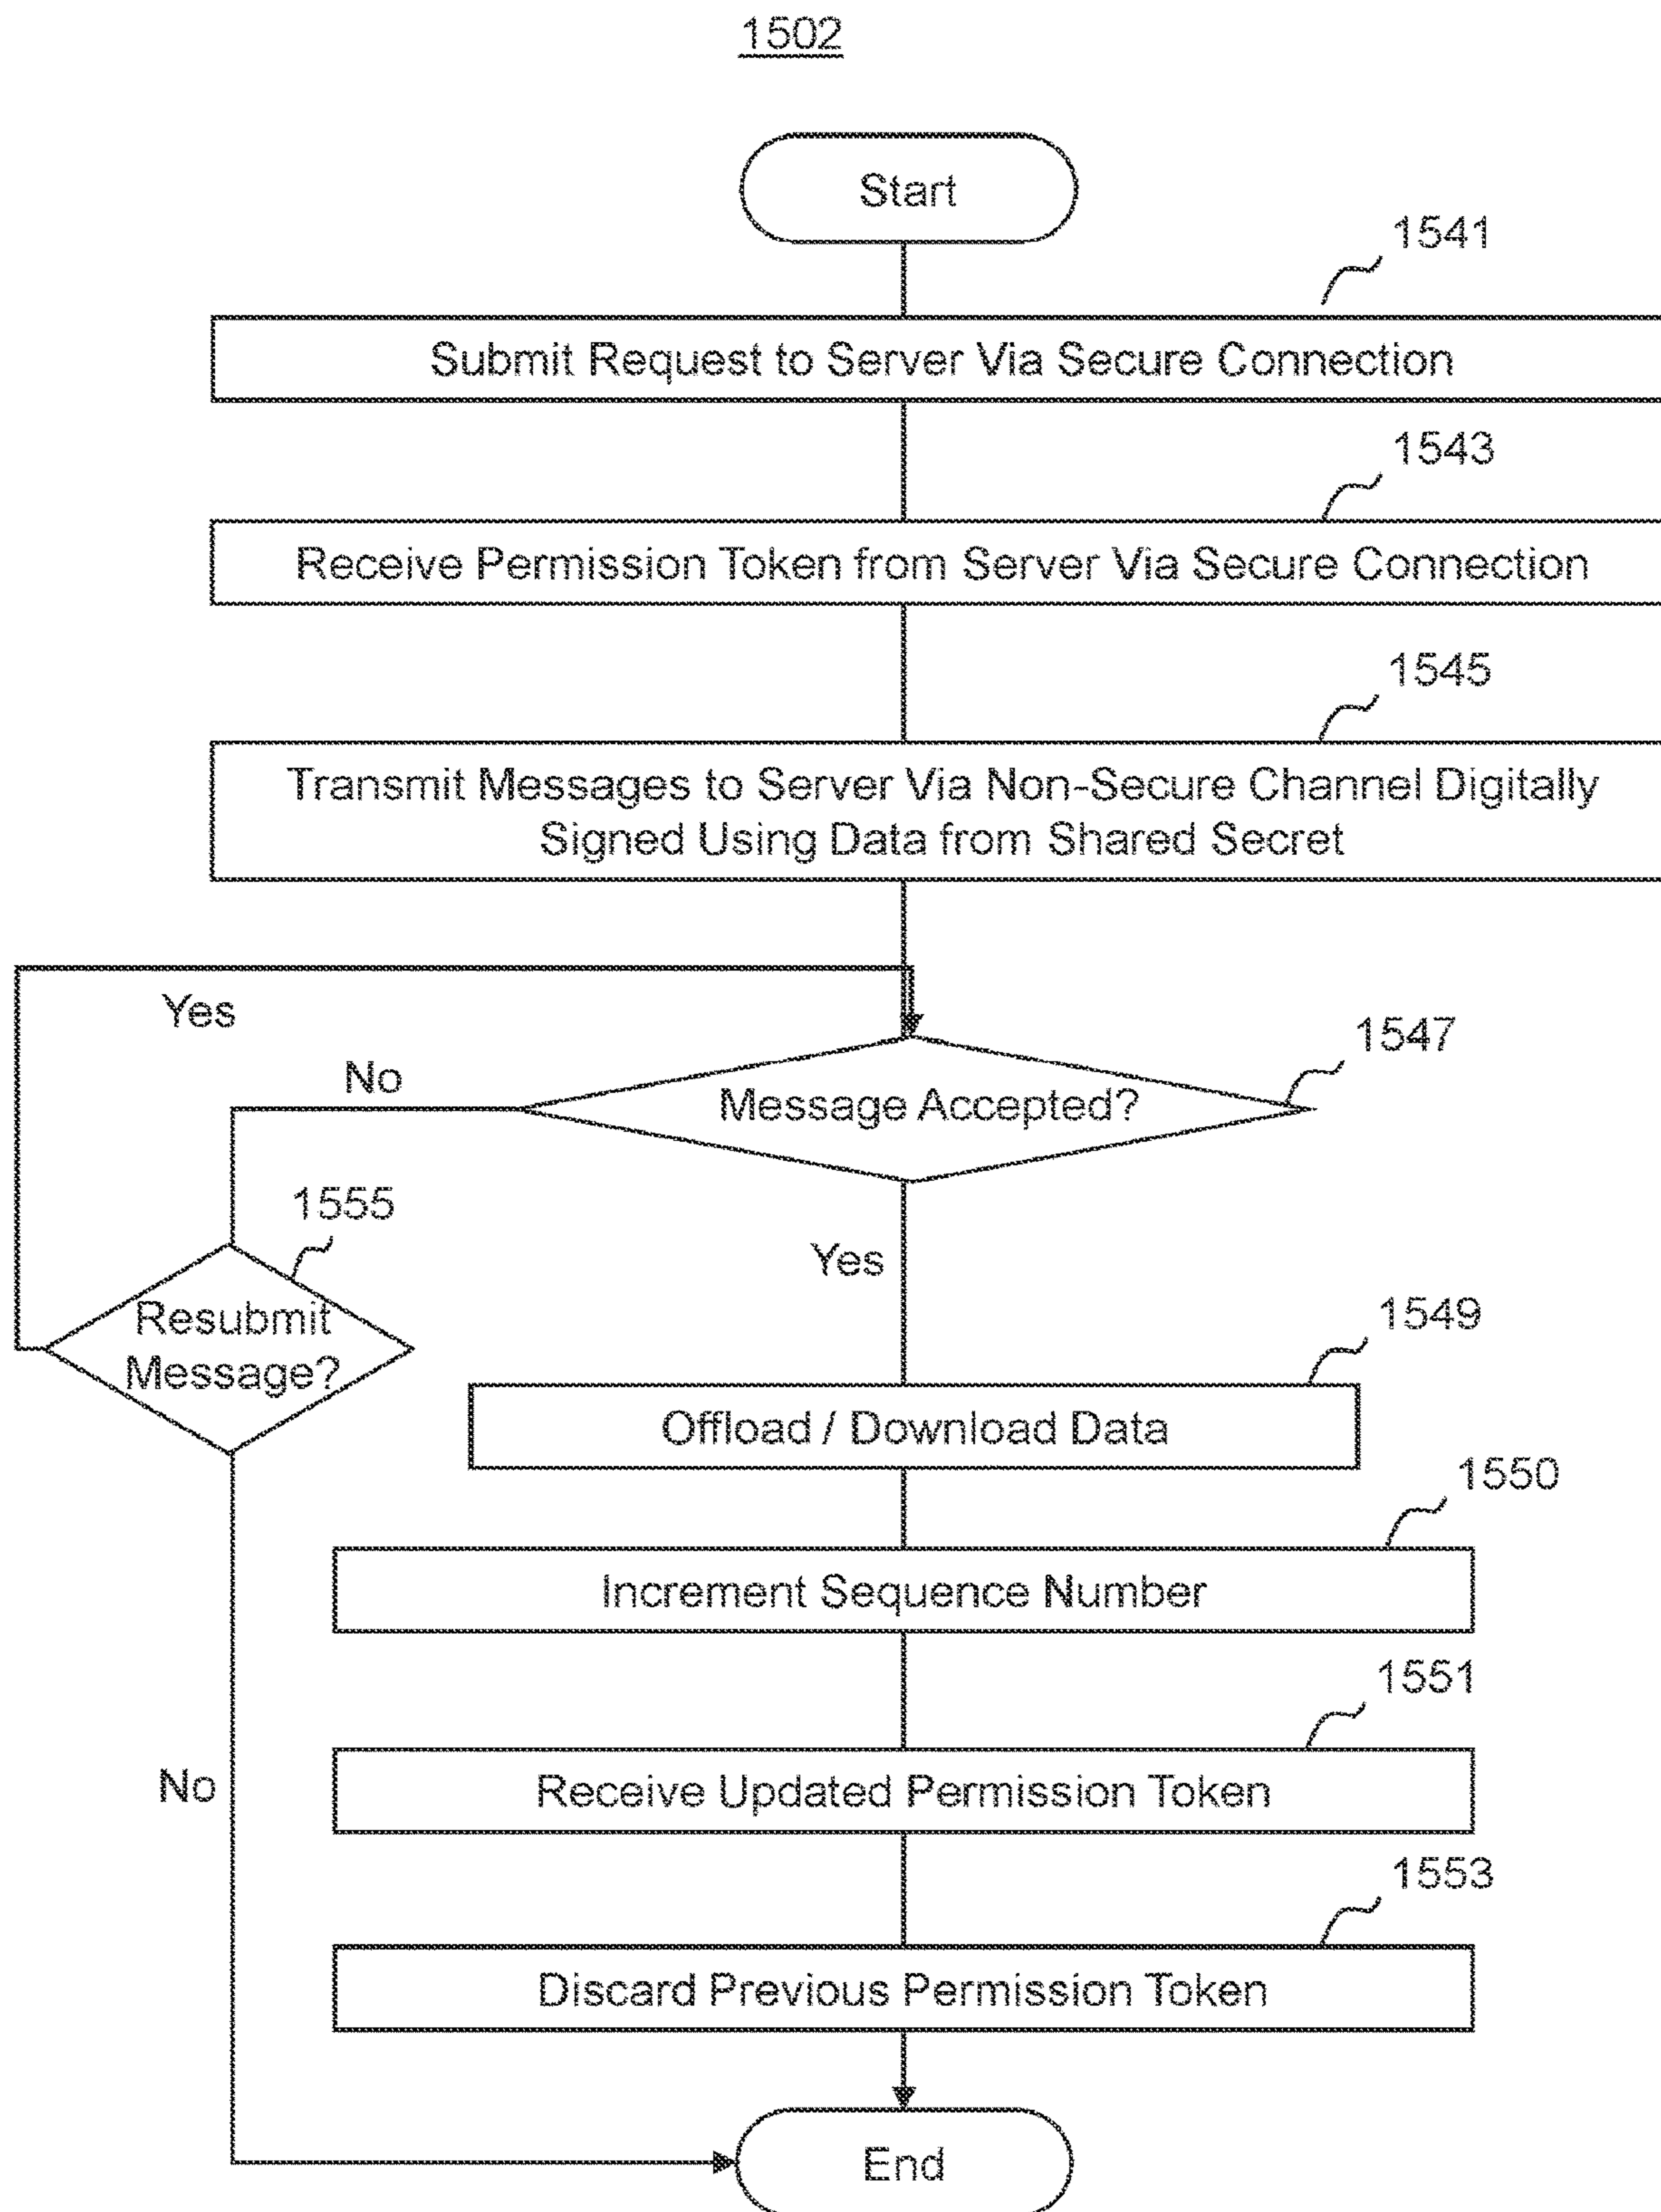 1502
Start
1541
Submit Request to Server Via Secure Connection
1543
Receive Permission Token from Server Via Secure Connection
1545
Transmit Messages to Server Via Non-Secure Channel Digitally
Signed Using Data from Shared Secret
Yes
No
1547
Message Accepted?
1555
Resubmit
Message?
Yes
1549
Offload / Download Data
1550
Increment Sequence Number
1551
Receive Updated Permission Token
No
1553
Discard Previous Permission Token
End